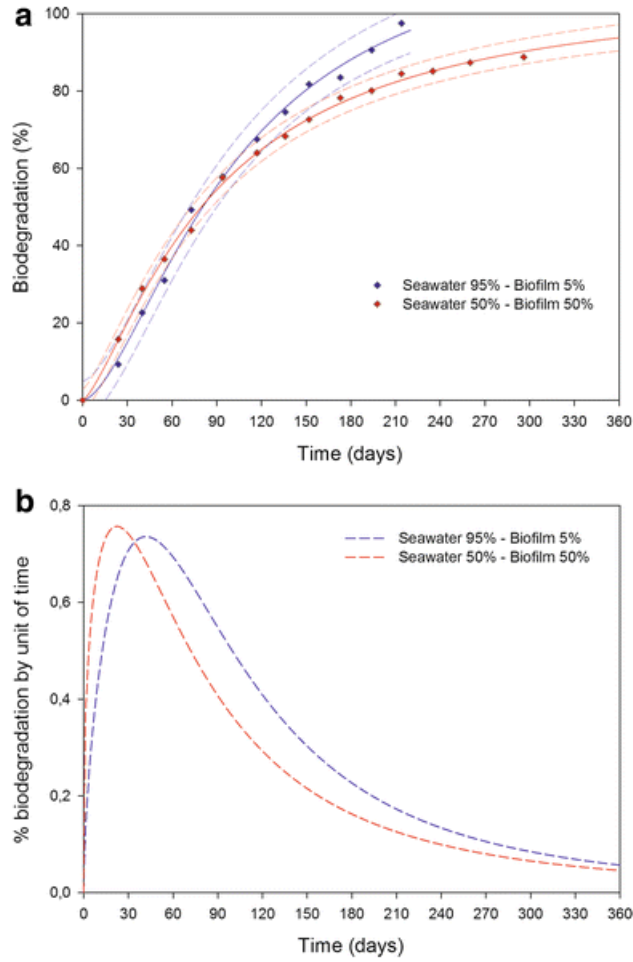 a
100
80
60
40
20
0
Biodegradation (%)
Seawater 95% - Biofilm 5%
Seawater 50% - Biofilm 50%
0 30 60 90 120 150 180 210 240 270 300 330 360
Time (days)
b
0,8
0,6
0,4
0,2
0,0
% biodegradation by unit of time
Seawater 95% - Biofilm 5%
Seawater 50% - Biofilm 50%
0 30 60 90 120 150 180 210 240 270 300 330 360
Time (days)